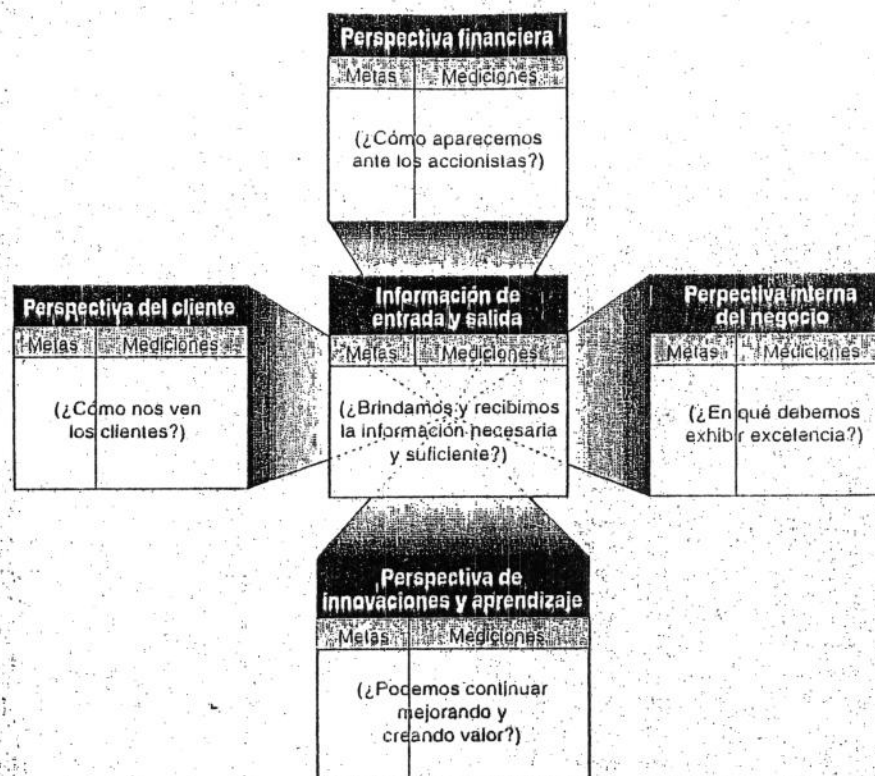 Perspectiva financiera
Metas Mediciones
(¿Cómo aparecemos
ante los accionistas?)
Perspectiva del cliente
Metas Mediciones
(¿Cómo nos ven
los clientes?)
Información de
entrada y salida
Metas Mediciones
(¿Brindamos y recibimos
la información necesaria
y suficiente?)
Perpectiva interna
del negocio
Metas Mediciones
(¿En qué debemos
exhibir excelencia?)
Perspectiva de
innovaciones y aprendizaje
Metas Mediciones
(¿Podemos continuar
mejorando y
creando valor?)